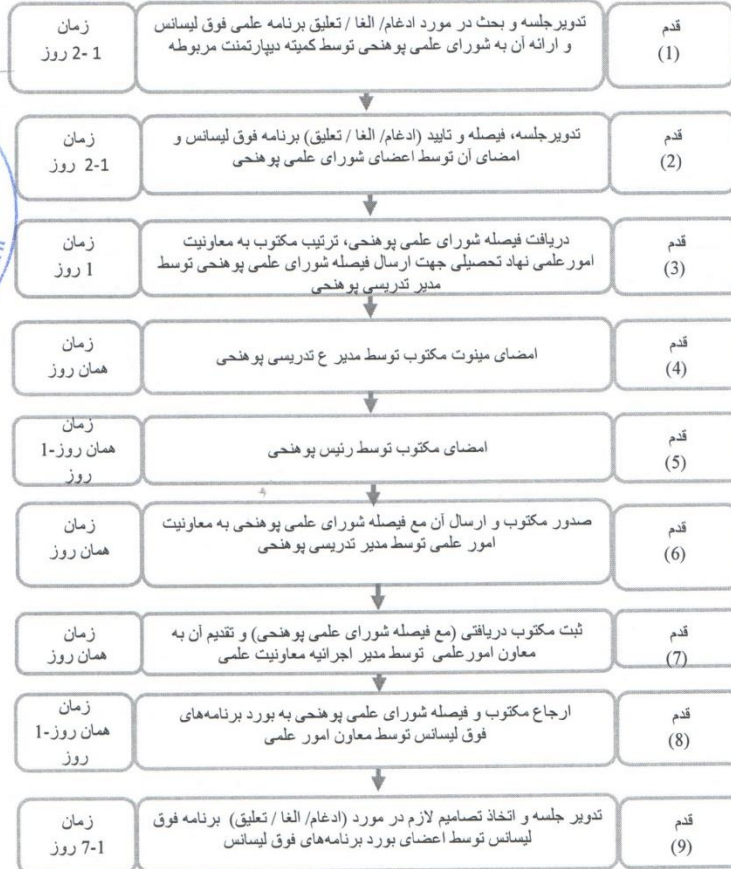 قدم
(1)
تدویرجلسه و بحث در مورد ادغام/ الغا / تعلیق برنامه علمی فوق لیسانس
و ارائه آن به شورای علمی پوهنحی توسط کمیته دیپارتمنت مربوطه
زمان
1 -2 روز
قدم
(2)
تدویرجلسه، فیصله و تایید (ادغام/ الغا / تعلیق) برنامه فوق لیسانس و
امضای آن توسط اعضای شورای علمی پوهنحی
زمان
1-2 روز
قدم
(3)
دریافت فیصله شورای علمی پوهنحی، ترتیب مکتوب به معاونیت
امورعلمی نهاد تحصیلی جهت ارسال فیصله شورای علمی پوهنحی توسط
مدیر تدریسی پوهنحی
زمان
1 روز
قدم
(4)
امضای مینوت مکتوب توسط مدیر ع تدریسی پوهنحی
زمان
همان روز
قدم
(5)
امضای مکتوب توسط رئیس پوهنحی
زمان
همان روز-1
روز
قدم
(6)
صدور مکتوب و ارسال آن مع فیصله شورای علمی پوهنحی به معاونیت
امور علمی توسط مدیر تدریسی پوهنحی
زمان
همان روز
قدم
(7)
ثبت مکتوب دریافتی (مع فیصله شورای علمی پوهنحی) و تقدیم آن به
معاون امورعلمی توسط مدیر اجرائیه معاونیت علمی
زمان
همان روز
قدم
(8)
ارجاع مکتوب و فیصله شورای علمی پوهنحی به بورد برنامه‌های
فوق لیسانس توسط معاون امور علمی
زمان
همان روز-1
روز
قدم
(9)
تدویر جلسه و اتخاذ تصامیم لازم در مورد (ادغام/ الغا / تعلیق) برنامه فوق
لیسانس توسط اعضای بورد برنامه‌های فوق لیسانس
زمان
1-7 روز